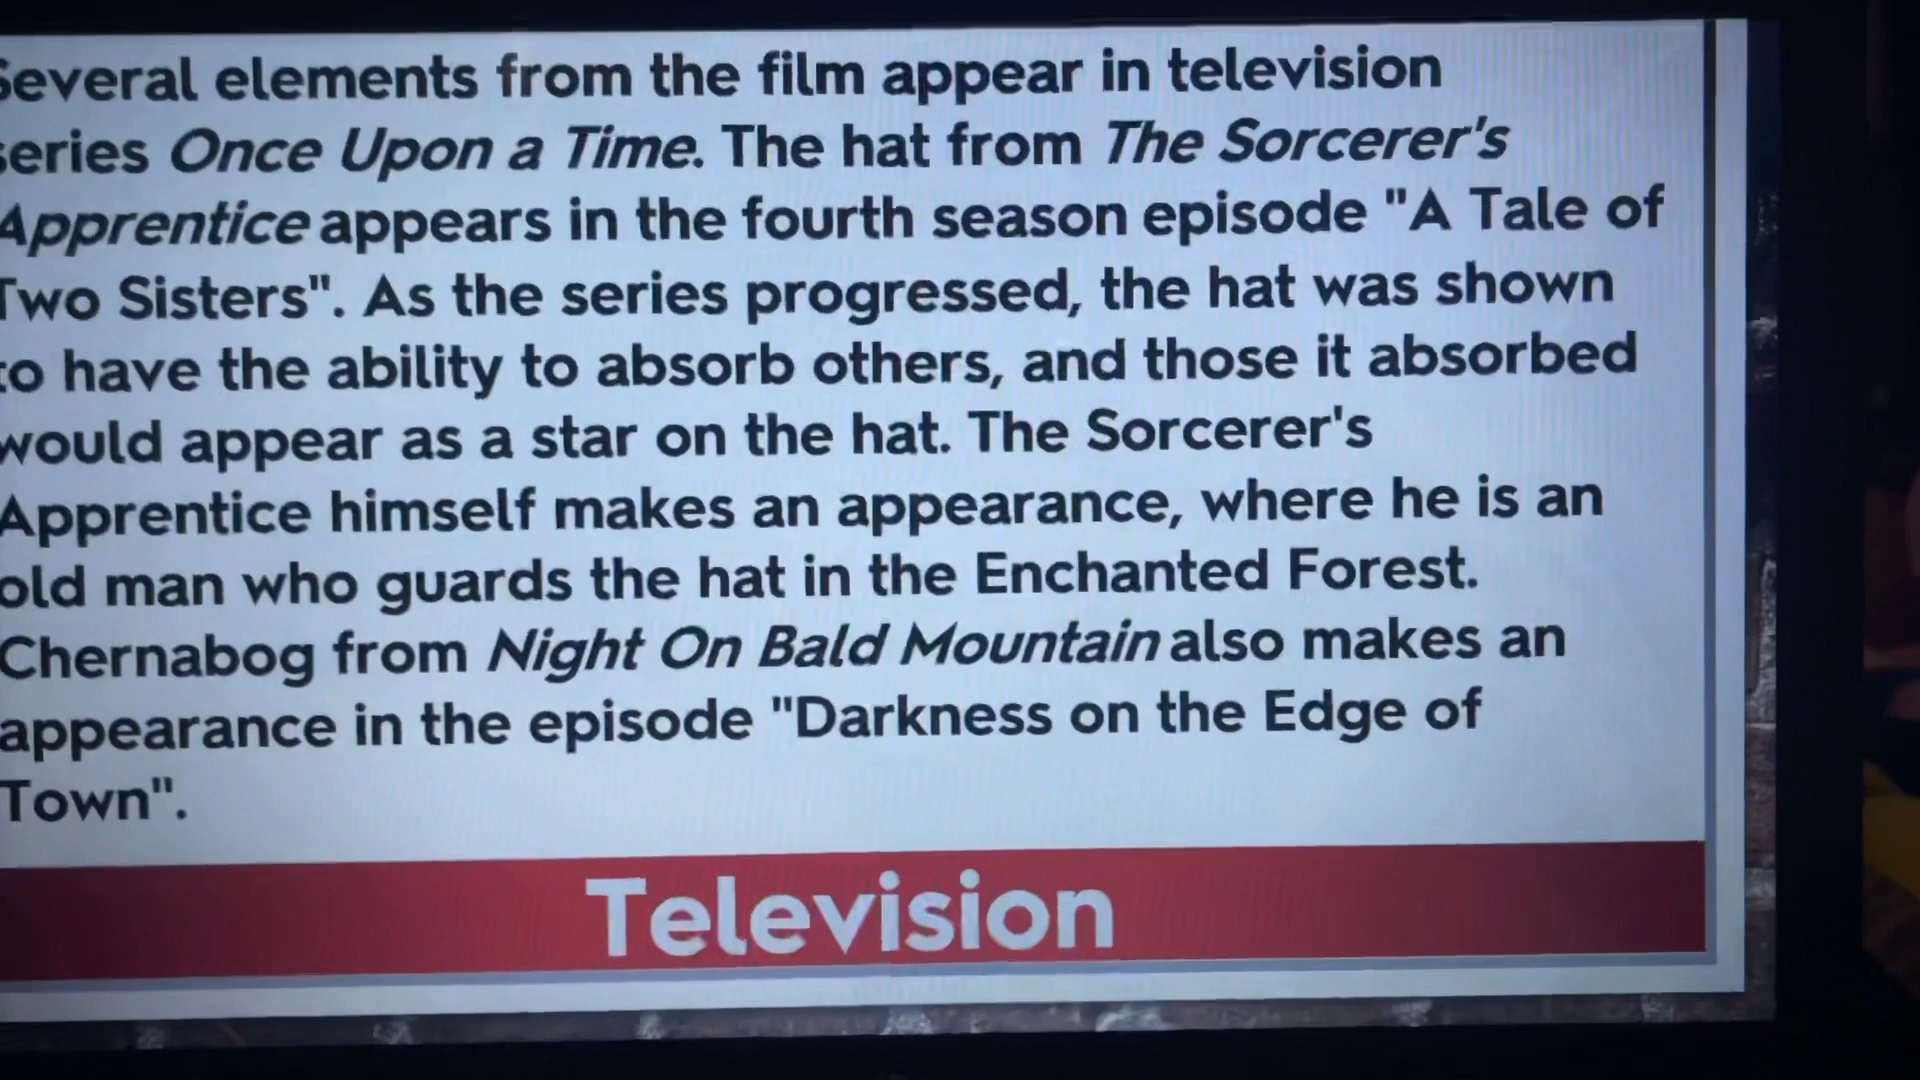 Several elements from the film appear in television
series Once Upon a Time. The hat from The Sorcerer's
Apprentice appears in the fourth season episode "A Tale of
Two Sisters". As the series progressed, the hat was shown
to have the ability to absorb others, and those it absorbed
would appear as a star on the hat. The Sorcerer's
Apprentice himself makes an appearance, where he is an
old man who guards the hat in the Enchanted Forest.
Chernabog from Night On Bald Mountain also makes an
appearance in the episode "Darkness on the Edge of
Town".
Television